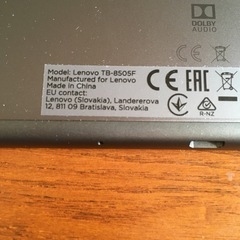 DOLBY
AUDIO
Model: Lenovo TB-8505F
Manufactured for Lenovo
Made in China
EU contact:
Lenovo (Slovakia), Landererova
12, 811 09 Bratislava, Slovakia
CE EAC
R-NZ